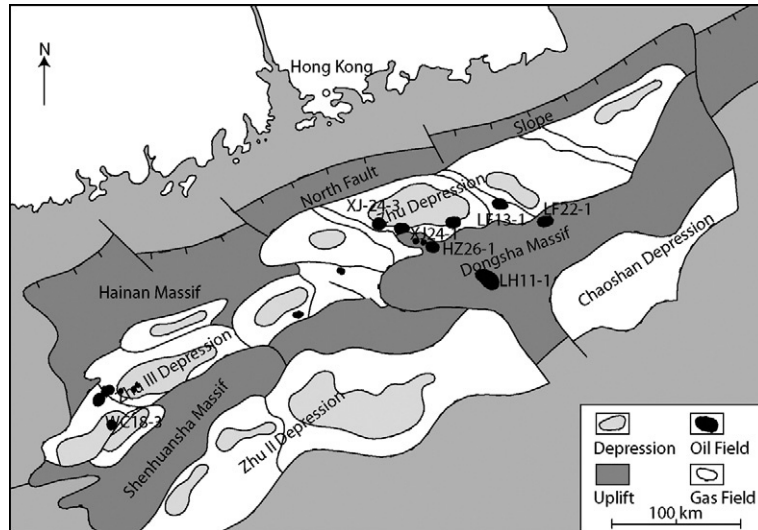 N
Hong Kong
Slope
North Fault
XJ-24-3
Zhu Depression
LF13-1
LF22-1
XJ24-1
HZ26-1
Dongsha Massif
LH11-1
Chaoshan Depression
Hainan Massif
Zhu III Depression
WC18-3
Shenhuansha Massif
Zhu II Depression
Depression
Oil Field
Uplift
Gas Field
100 km